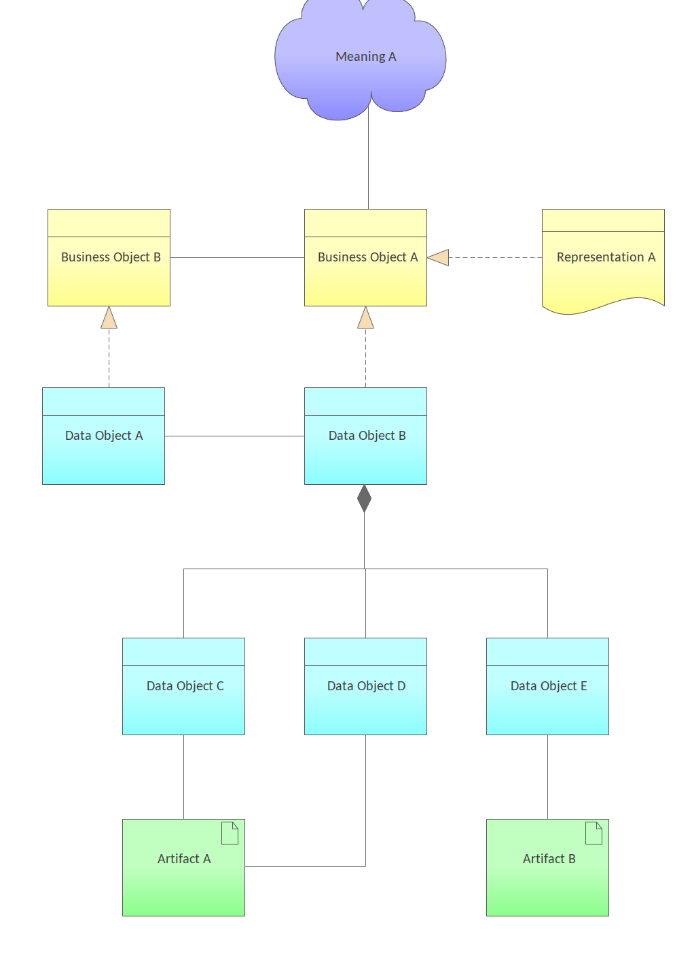 Meaning A
Business Object B
Business Object A
Representation A
Data Object A
Data Object B
Data Object C
Data Object D
Data Object E
Artifact A
Artifact B